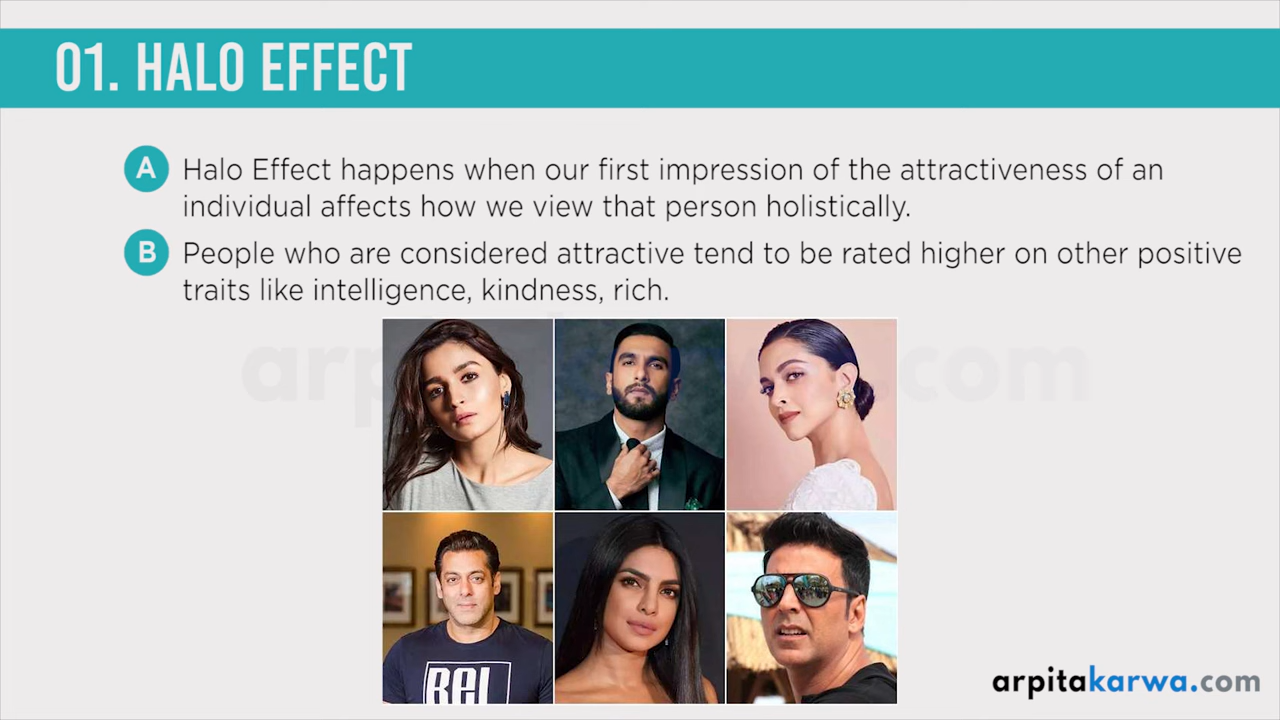 01. HALO EFFECT
A Halo Effect happens when our first impression of the attractiveness of an
individual affects how we view that person holistically.
B People who are considered attractive tend to be rated higher on other positive
traits like intelligence, kindness, rich.
BEI
arpitakarwa.com